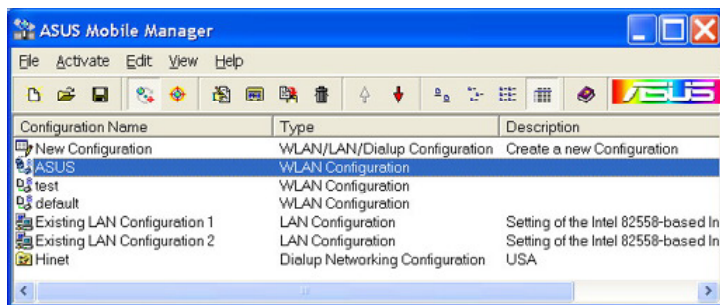 ASUS Mobile Manager
File Activate Edit View Help
ASUS
Configuration Name Type Description
New Configuration WLAN/LAN/Dialup Configuration Create a new Configuration
ASUS WLAN Configuration
test WLAN Configuration
default WLAN Configuration
Existing LAN Configuration 1 LAN Configuration Setting of the Intel 82558-based In
Existing LAN Configuration 2 LAN Configuration Setting of the Intel 82558-based In
Hinet Dialup Networking Configuration USA